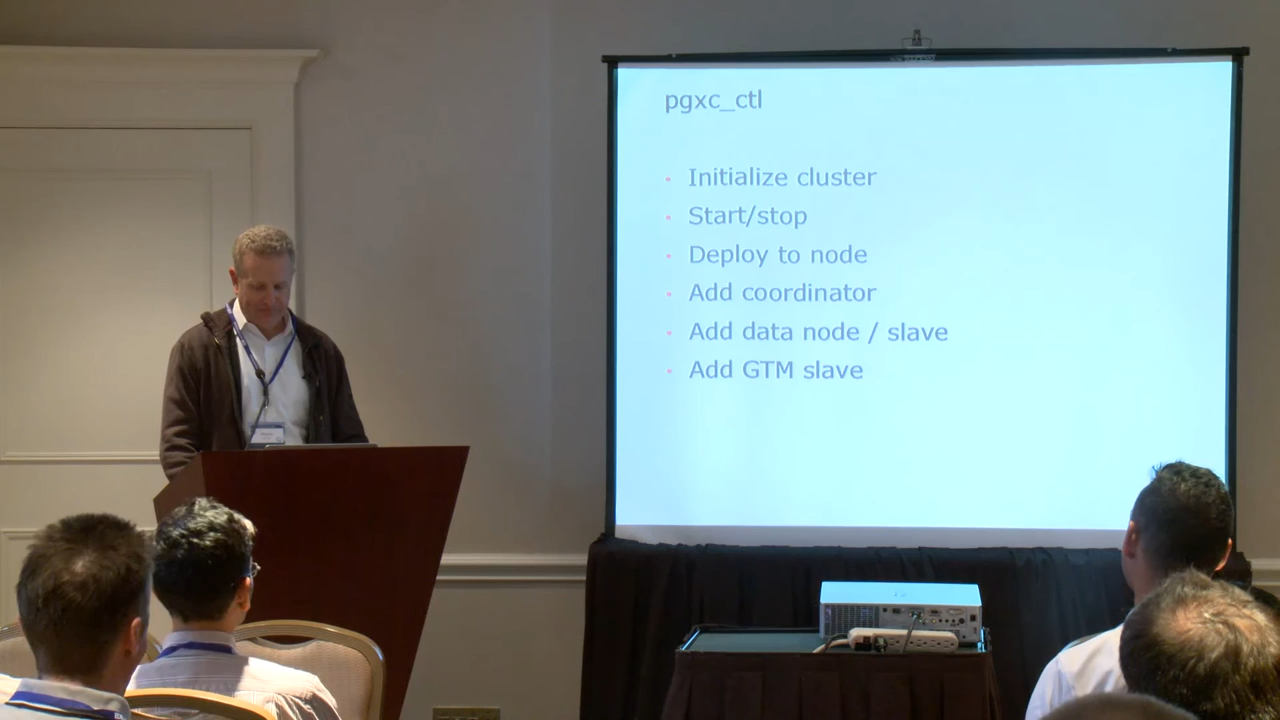 pgxc_ctl
Initialize cluster
Start/stop
Deploy to node
Add coordinator
Add data node / slave
Add GTM slave